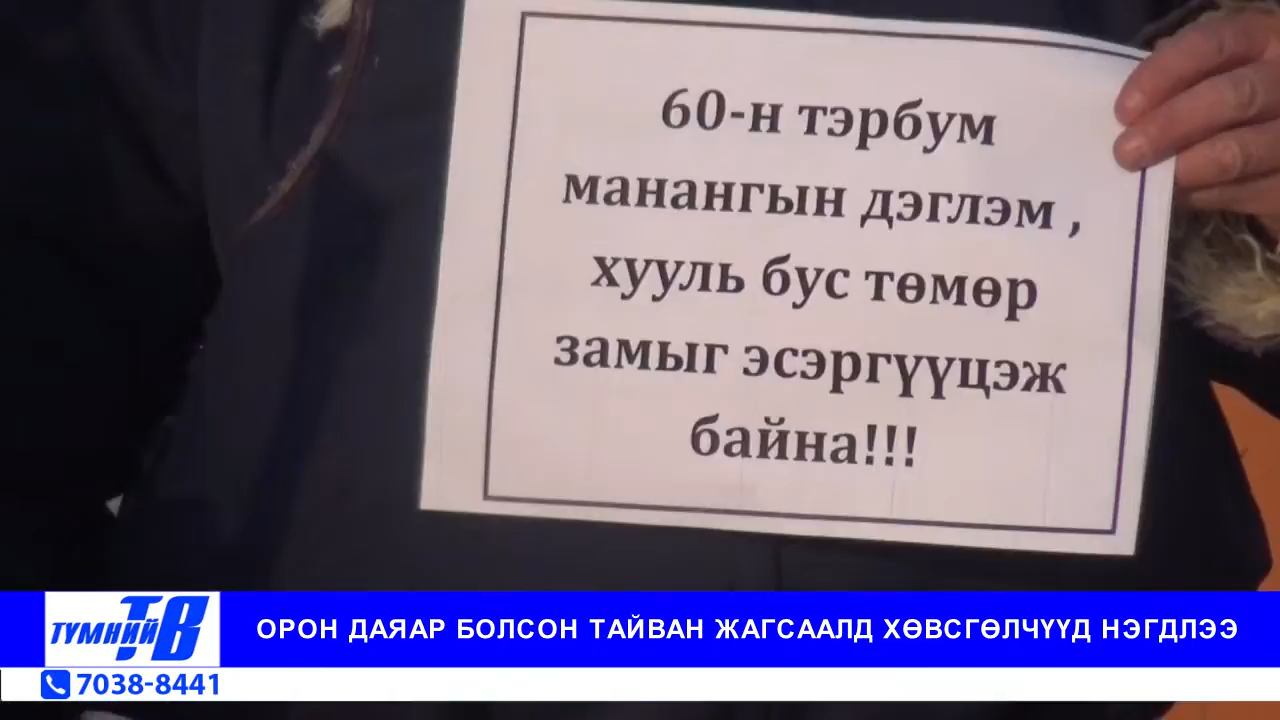 60-н тэрбум
манангын дэглэм ,
хууль бус төмөр
замыг эсэргүүцэж
байна!!!
ТҮМНИЙ ТВ
ОРОН ДАЯАР БОЛСОН ТАЙВАН ЖАГСААЛД ХӨВСГӨЛЧҮҮД НЭГДЛЭЭ
7038-8441